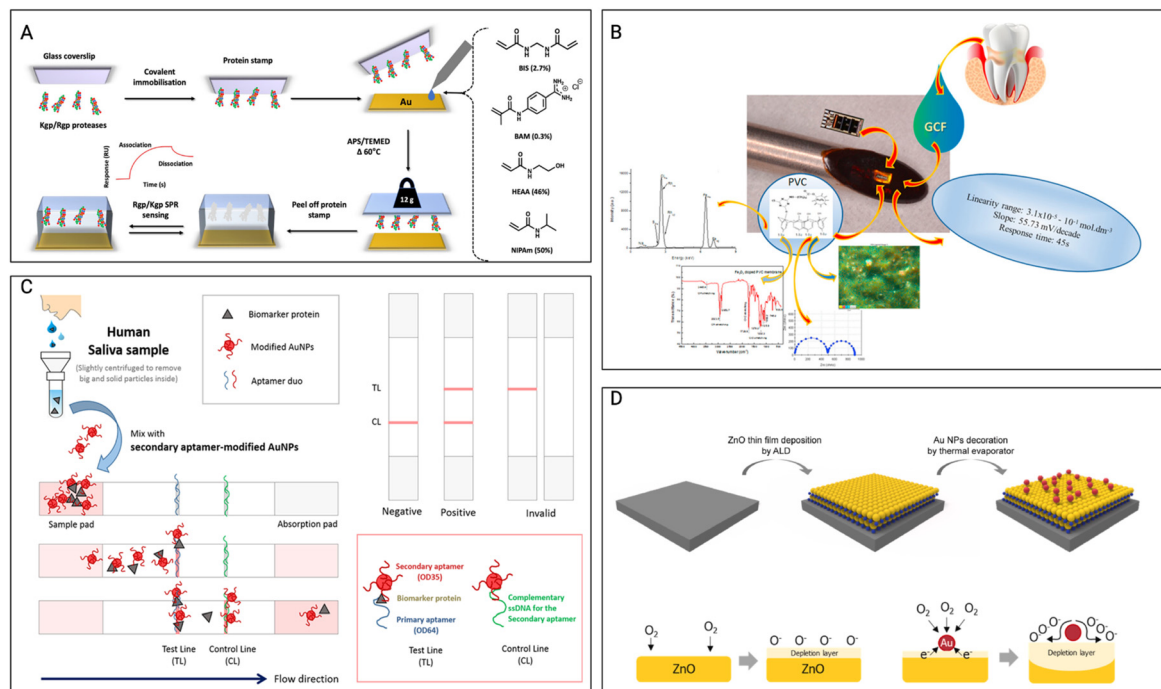 A
Glass coverslip
Covalent
immobilisation
Protein stamp
Kgp/Rgp proteases
Au
BIS (2.7%)
BAM (0.3%)
HEAA (46%)
NIPAm (50%)
APS/TEMED
Δ 60°C
12 g
Peel off protein
stamp
Rgp/Kgp SPR
sensing
Response (RU)
Association
Dissociation
Time (s)
B
GCF
PVC
Linearity range: 3.1x10⁻⁵ - 10⁻¹ mol.dm⁻³
Slope: 55.73 mV/decade
Response time: 45s
Energy (keV)
Wave number (cm⁻¹)
C
Human
Saliva sample
(Slightly centrifuged to remove
big and solid particles inside)
Biomarker protein
Modified AuNPs
Aptamer duo
Mix with
secondary aptamer-modified AuNPs
Sample pad
Absorption pad
Test Line
(TL)
Control Line
(CL)
Flow direction
TL
CL
Negative
Positive
Invalid
Secondary aptamer
(OD35)
Biomarker protein
Primary aptamer
(OD64)
Test Line
(TL)
Complementary
ssDNA for the
Secondary aptamer
Control Line
(CL)
D
ZnO thin film deposition
by ALD
Au NPs decoration
by thermal evaporator
O₂ O₂
ZnO
O⁻ O⁻ O⁻ O⁻
Depletion layer
ZnO
O₂ O₂ O₂
Au
e⁻ e⁻
O⁻ O⁻ O⁻ O⁻ O⁻ O⁻
Depletion layer